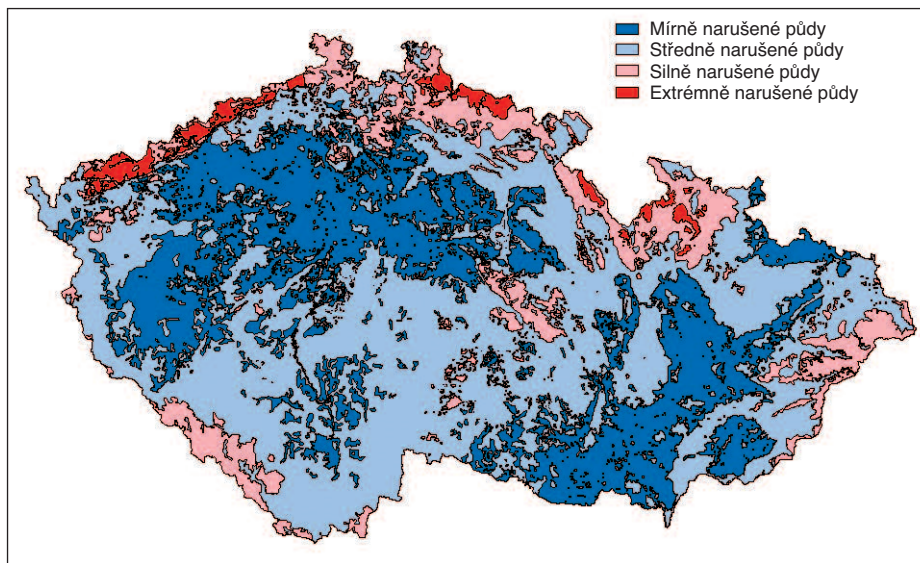 Mírně narušené půdy
Středně narušené půdy
Silně narušené půdy
Extrémně narušené půdy